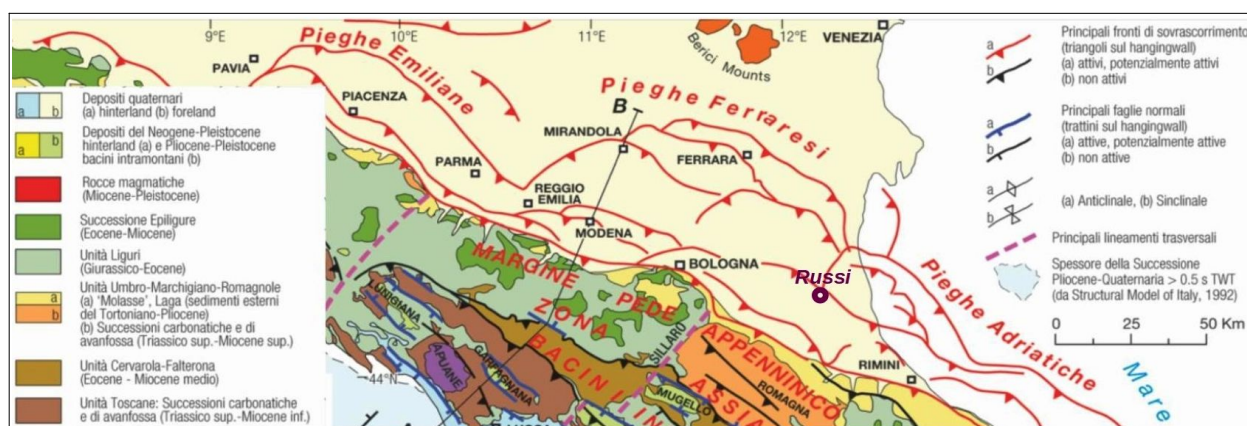 9°E
10°E
11°E
12°E
VENEZIA
PAVIA
Pieghe Emiliane
Berici Mounts
PIACENZA
B
Pieghe Ferraresi
MIRANDOLA
FERRARA
PARMA
REGGIO
EMILIA
MODENA
BOLOGNA
Russi
MARGINE PEDE APPENNINICO
ZONA ASSIA
BACINI IN
SILLARO
LUNIGIANA
APUANE
GARFAGNANA
44°N
MUGELLO
ROMAGNA
RIMINI
Pieghe Adriatiche
Mare
a b
Depositi quaternari
(a) hinterland (b) foreland
a b
Depositi del Neogene-Pleistocene
hinterland (a) e Pliocene-Pleistocene
bacini intramontani (b)
Rocce magmatiche
(Miocene-Pleistocene)
Successione Epiligure
(Eocene-Miocene)
Unità Liguri
(Giurassico-Eocene)
a
b
Unità Umbro-Marchigiano-Romagnole
(a) 'Molasse', Laga (sedimenti esterni
del Tortoniano-Pliocene)
(b) Successioni carbonatiche e di
avanfossa (Triassico sup.-Miocene sup.)
Unità Cervarola-Falterona
(Eocene - Miocene medio)
Unità Toscane: Successioni carbonatiche
e di avanfossa (Triassico sup.-Miocene inf.)
a
b
Principali fronti di sovrascorrimento
(triangoli sul hangingwall)
(a) attivi, potenzialmente attivi
(b) non attivi
a
b
Principali faglie normali
(trattini sul hangingwall)
(a) attive, potenzialmente attive
(b) non attive
a
b
(a) Anticlinale, (b) Sinclinale
Principali lineamenti trasversali
Spessore della Successione
Pliocene-Quaternaria > 0.5 s TWT
(da Structural Model of Italy, 1992)
0 25 50 Km